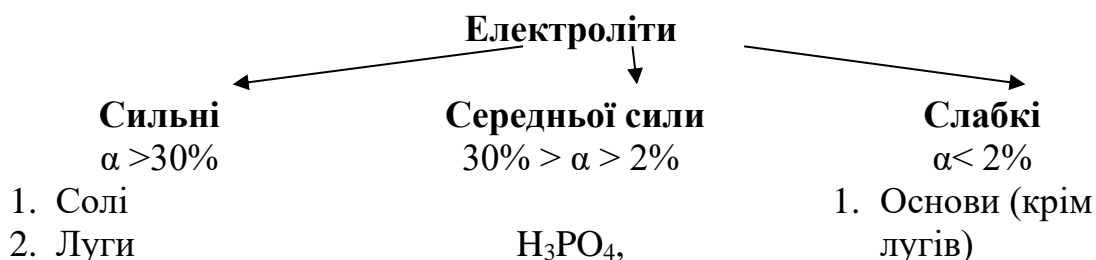 Електроліти
Сильні
α >30%
1. Солі
2. Луги
Середньої сили
30% > α > 2%
H₃PO₄,
Слабкі
α< 2%
1. Основи (крім
лугів)